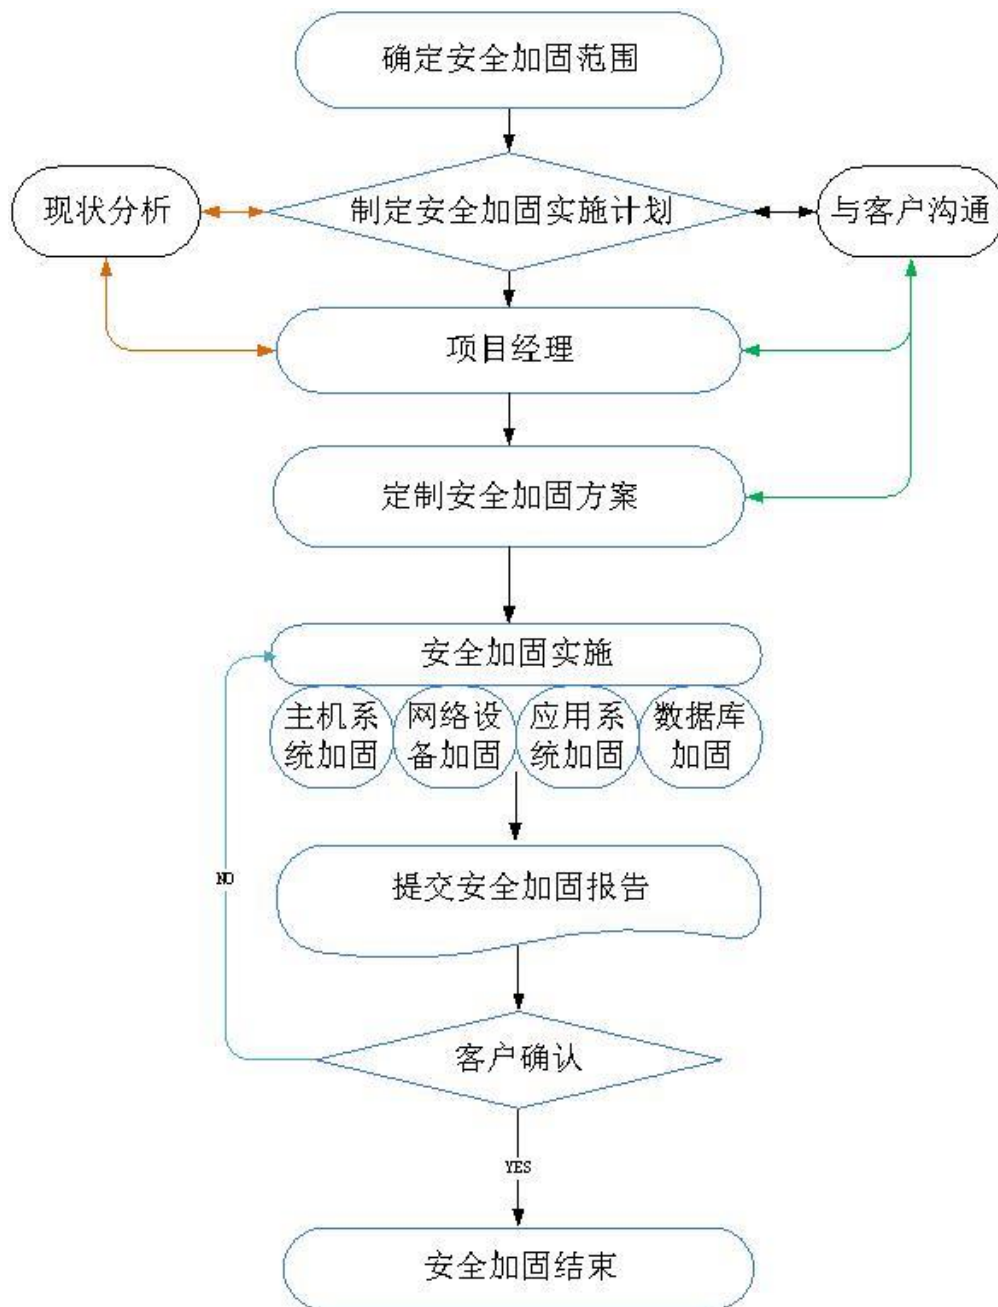 确定安全加固范围
现状分析
制定安全加固实施计划
与客户沟通
项目经理
定制安全加固方案
安全加固实施
主机系
统加固
网络设
备加固
应用系
统加固
数据库
加固
提交安全加固报告
NO
客户确认
YES
安全加固结束